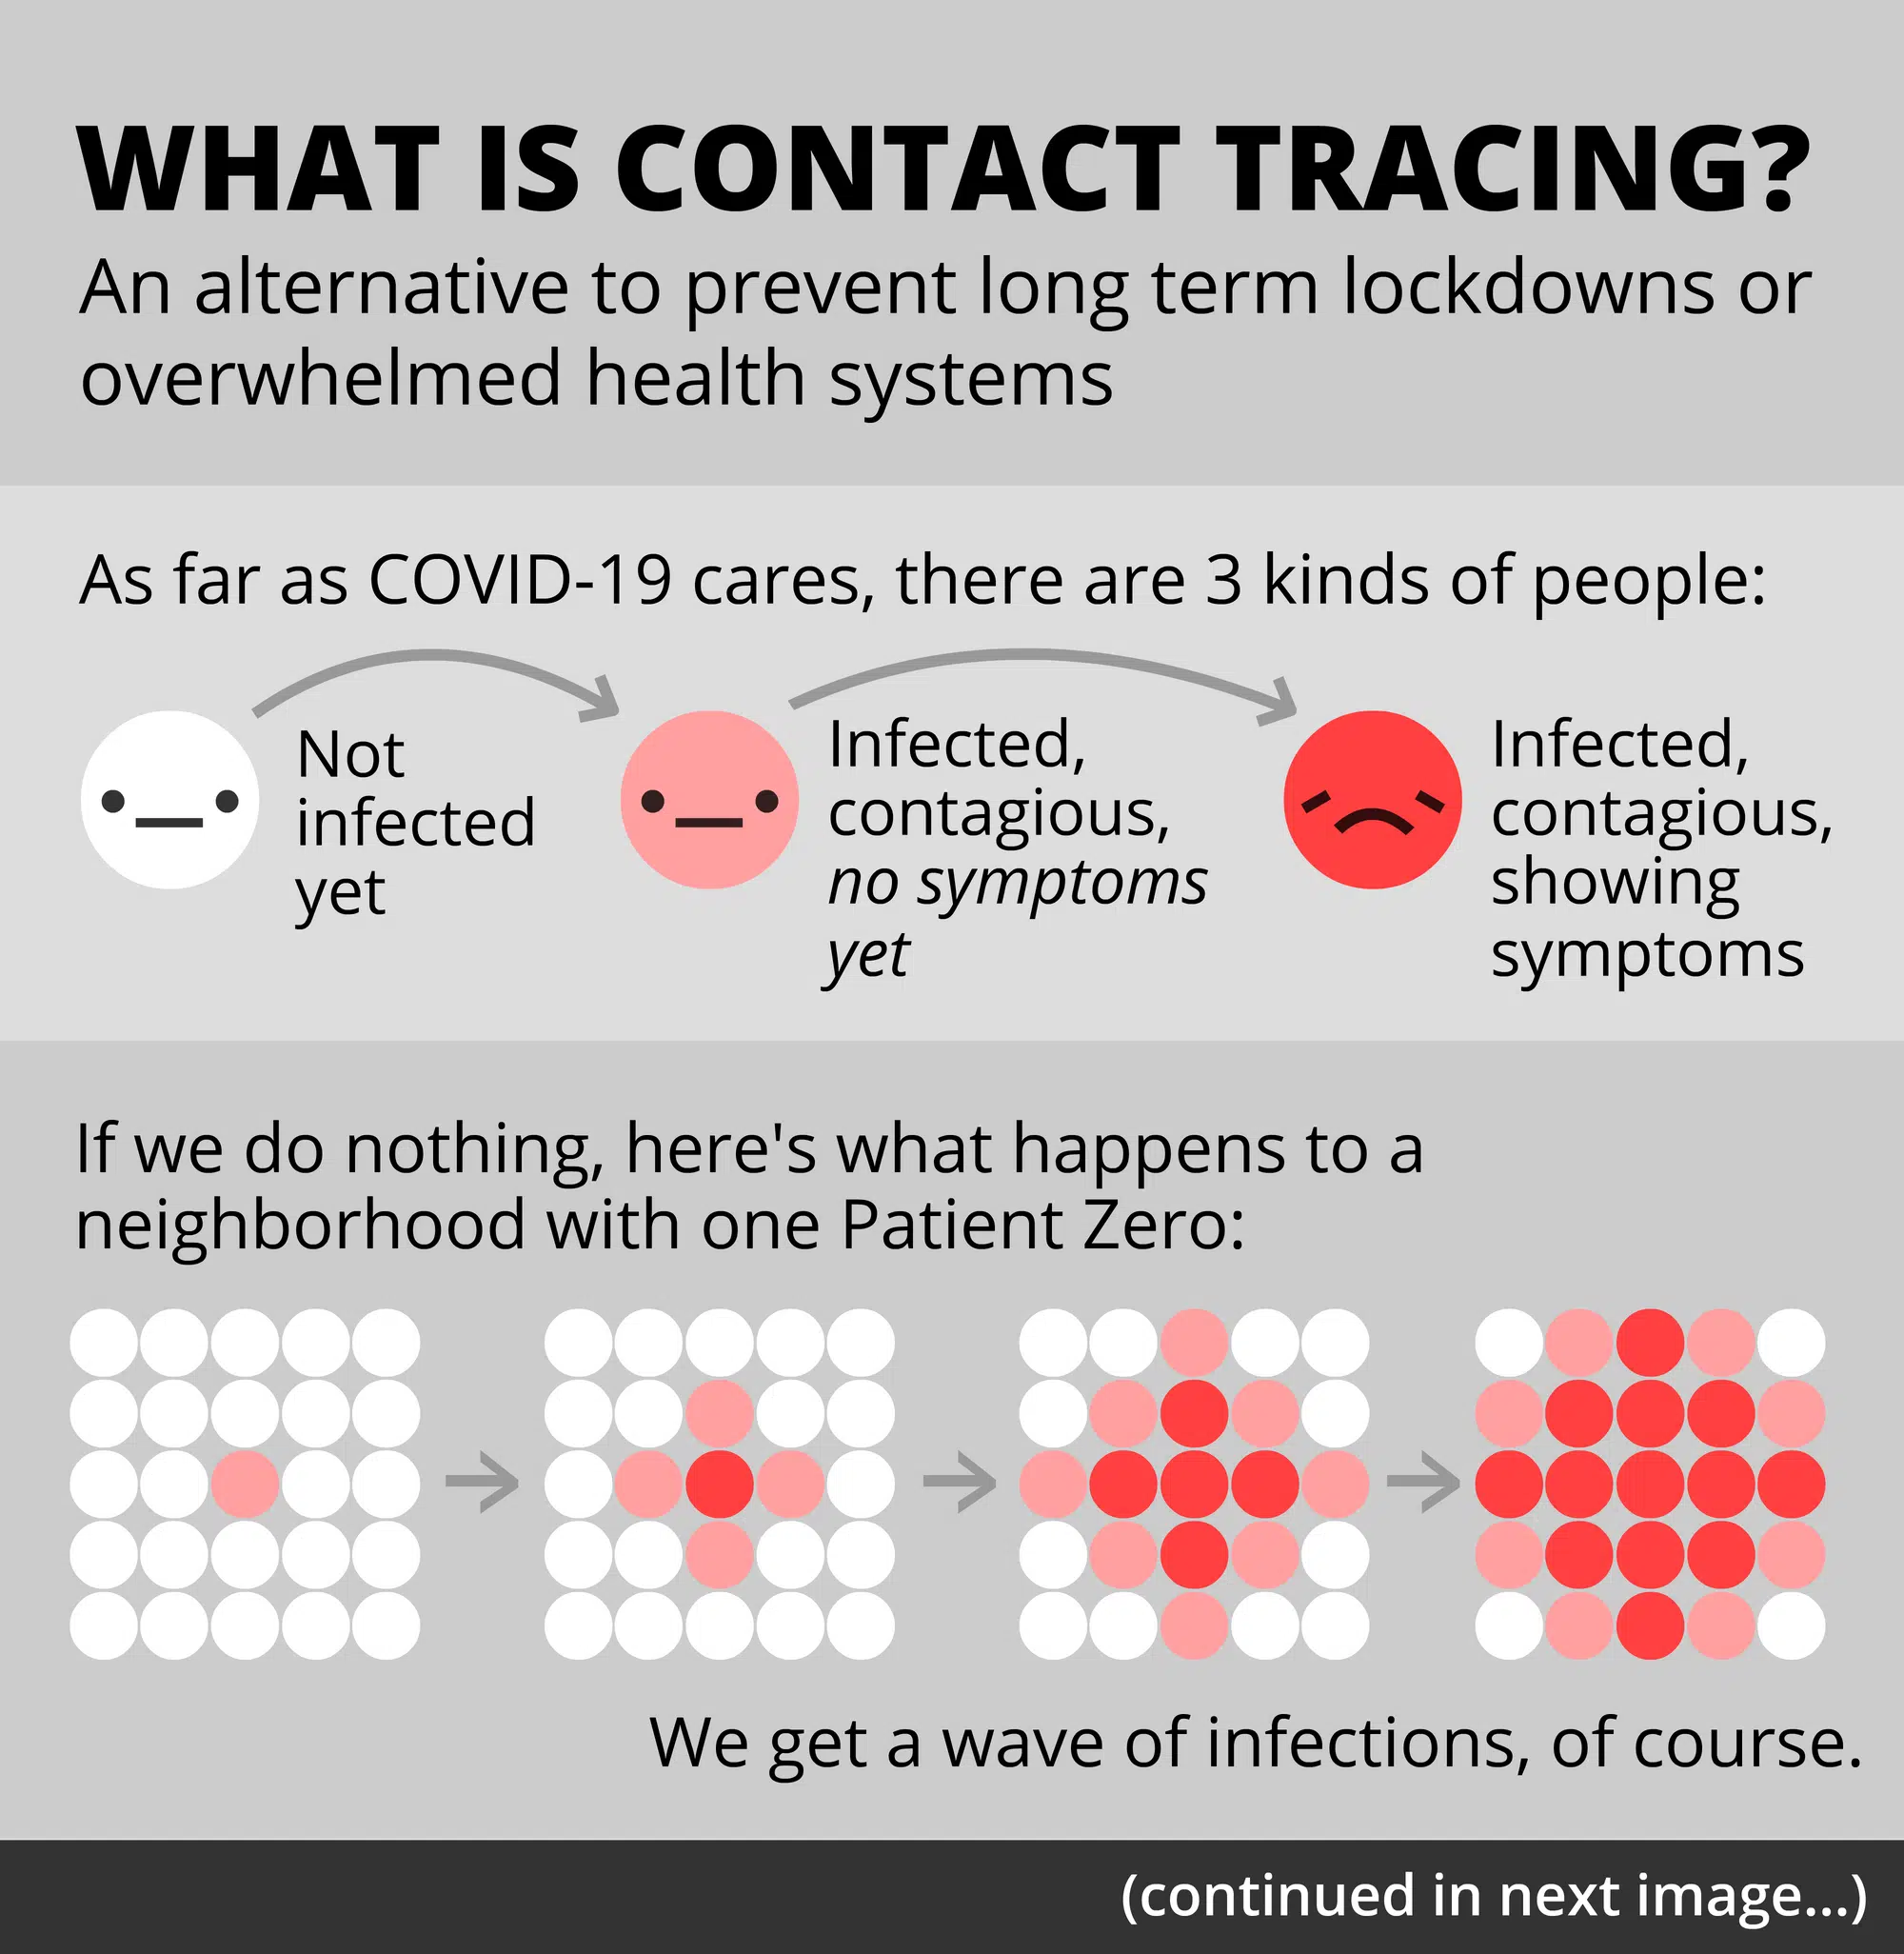 WHAT IS CONTACT TRACING?
An alternative to prevent long term lockdowns or
overwhelmed health systems
As far as COVID-19 cares, there are 3 kinds of people:
Not
infected
yet
Infected,
contagious,
no symptoms
yet
Infected,
contagious,
showing
symptoms
If we do nothing, here's what happens to a
neighborhood with one Patient Zero:
We get a wave of infections, of course.
(continued in next image...)